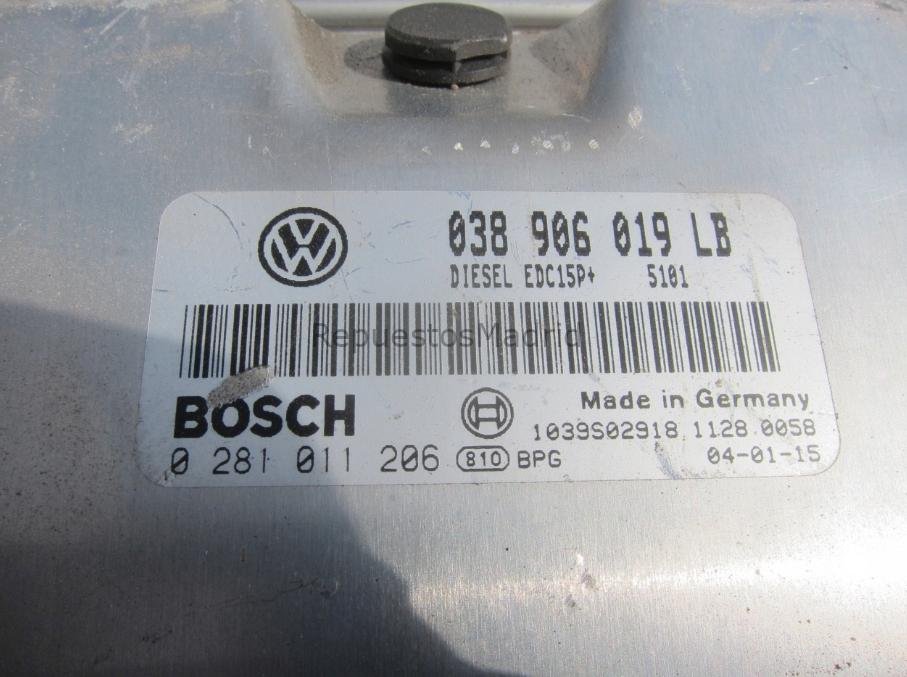 038 906 019 LB
DIESEL EDC15P+ 5101
RepuestosMadrid
BOSCH
Made in Germany
1039S02918 1128 0058
0 281 011 206 810 BPG 04-01-15